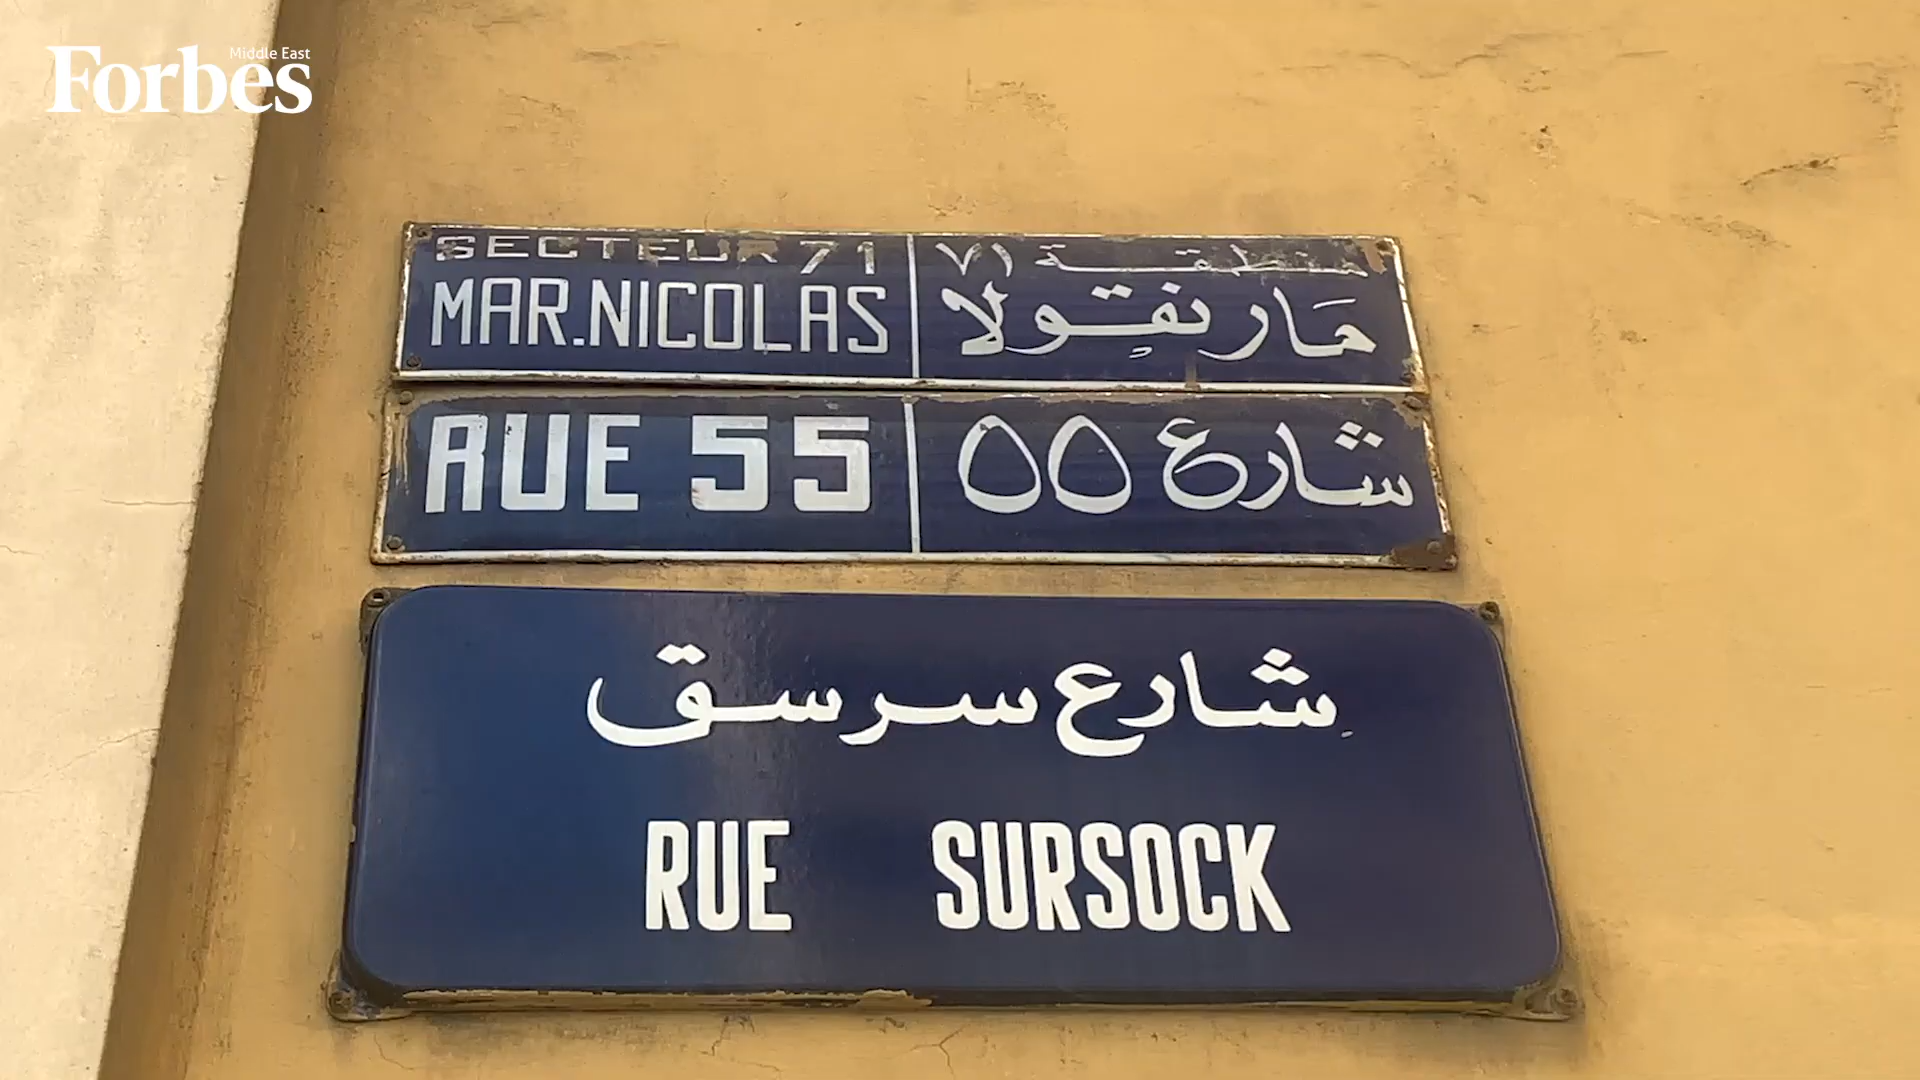 Forbes Middle East
SECTEUR 71
منطقة ٧١
MAR.NICOLAS
مار نقولا
RUE 55
شارع ٥٥
شارع سرسق
RUE SURSOCK